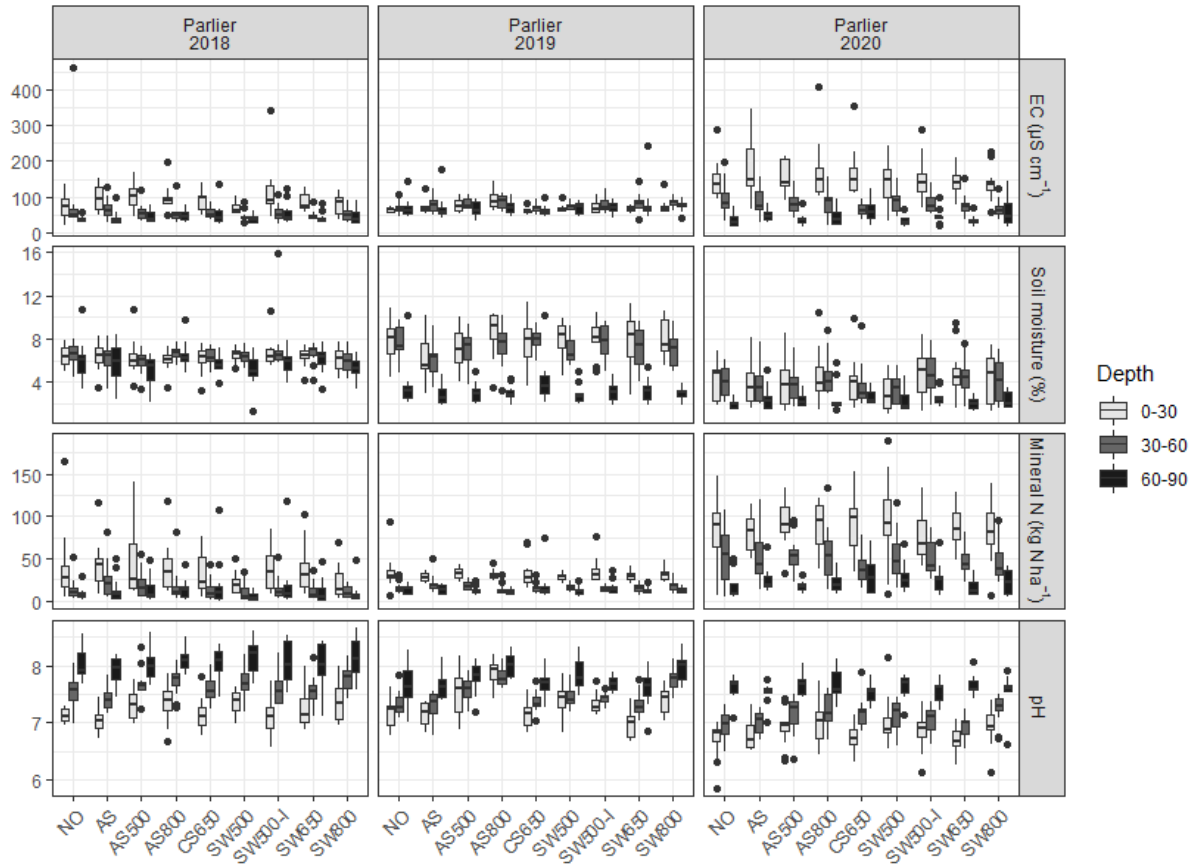 Parlier
2018
Parlier
2019
Parlier
2020
400
300
200
100
0
EC (µS cm⁻¹)
16
12
8
4
Soil moisture (%)
150
100
50
0
Mineral N (kg N ha⁻¹)
8
7
6
pH
NO
AS
AS500
AS800
CS650
SW500
SW500-I
SW650
SW800
NO
AS
AS500
AS800
CS650
SW500
SW500-I
SW650
SW800
NO
AS
AS500
AS800
CS650
SW500
SW500-I
SW650
SW800
Depth
0-30
30-60
60-90